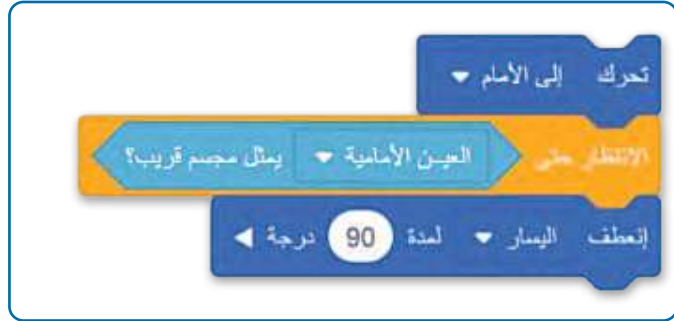 تحرك إلى الأمام
الانتظار حتى العين الأمامية يمثل مجسم قريب؟
إنعطف اليسار لمدة 90 درجة